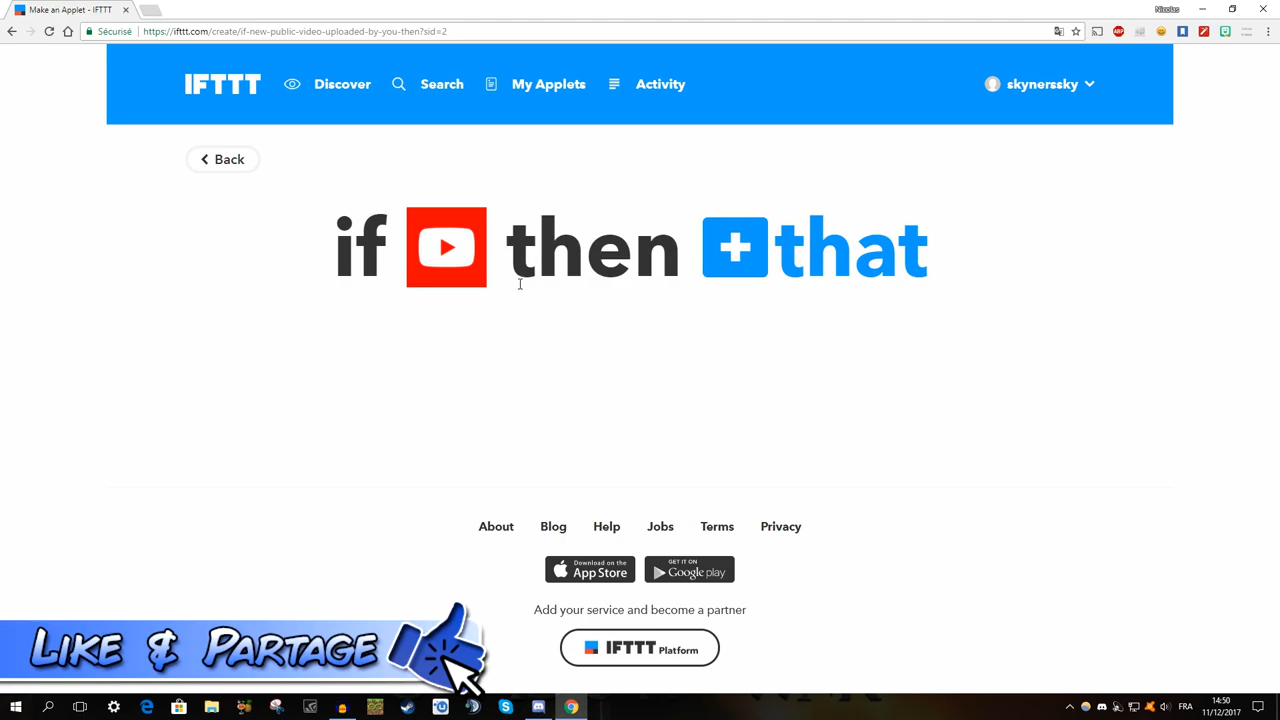 Make an Applet - IFTTT
Nicolas
Sécurisé https://ifttt.com/create/if-new-public-video-uploaded-by-you-then?sid=2
IFTTT Discover Search My Applets Activity skynerssky
Back
if then that
About Blog Help Jobs Terms Privacy
Download on the App Store
GET IT ON Google play
Add your service and become a partner
IFTTT Platform
LIKE & PARTAGE
FRA
14:50
11/12/2017